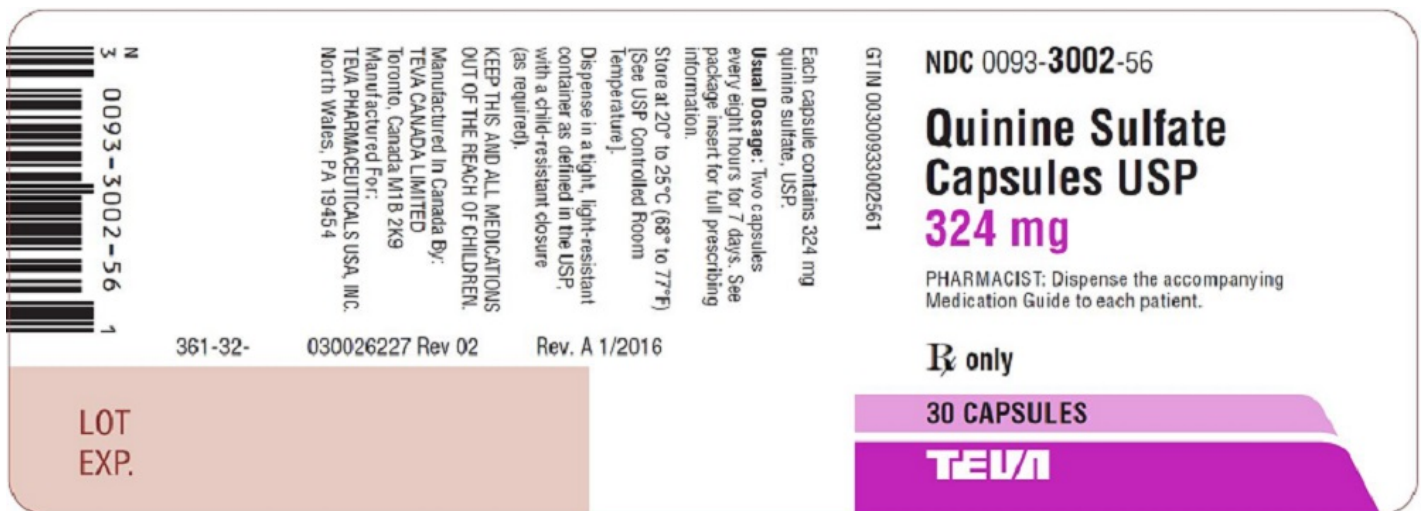 NDC 0093-3002-56
Quinine Sulfate
Capsules USP
324 mg
PHARMACIST: Dispense the accompanying
Medication Guide to each patient.
Rx only
30 CAPSULES
TEVA
GTIN 00300933002561
Each capsule contains 324 mg
quinine sulfate, USP.
Usual Dosage: Two capsules
every eight hours for 7 days. See
package insert for full prescribing
information.
Store at 20° to 25°C (68° to 77°F)
[See USP Controlled Room
Temperature].
Dispense in a tight, light-resistant
container as defined in the USP,
with a child-resistant closure
(as required).
KEEP THIS AND ALL MEDICATIONS
OUT OF THE REACH OF CHILDREN.
Manufactured In Canada By:
TEVA CANADA LIMITED
Toronto, Canada M1B 2K9
Manufactured For:
TEVA PHARMACEUTICALS USA, INC.
North Wales, PA 19454
N
3 0093-3002-56 1
361-32- 030026227 Rev 02 Rev. A 1/2016
LOT
EXP.